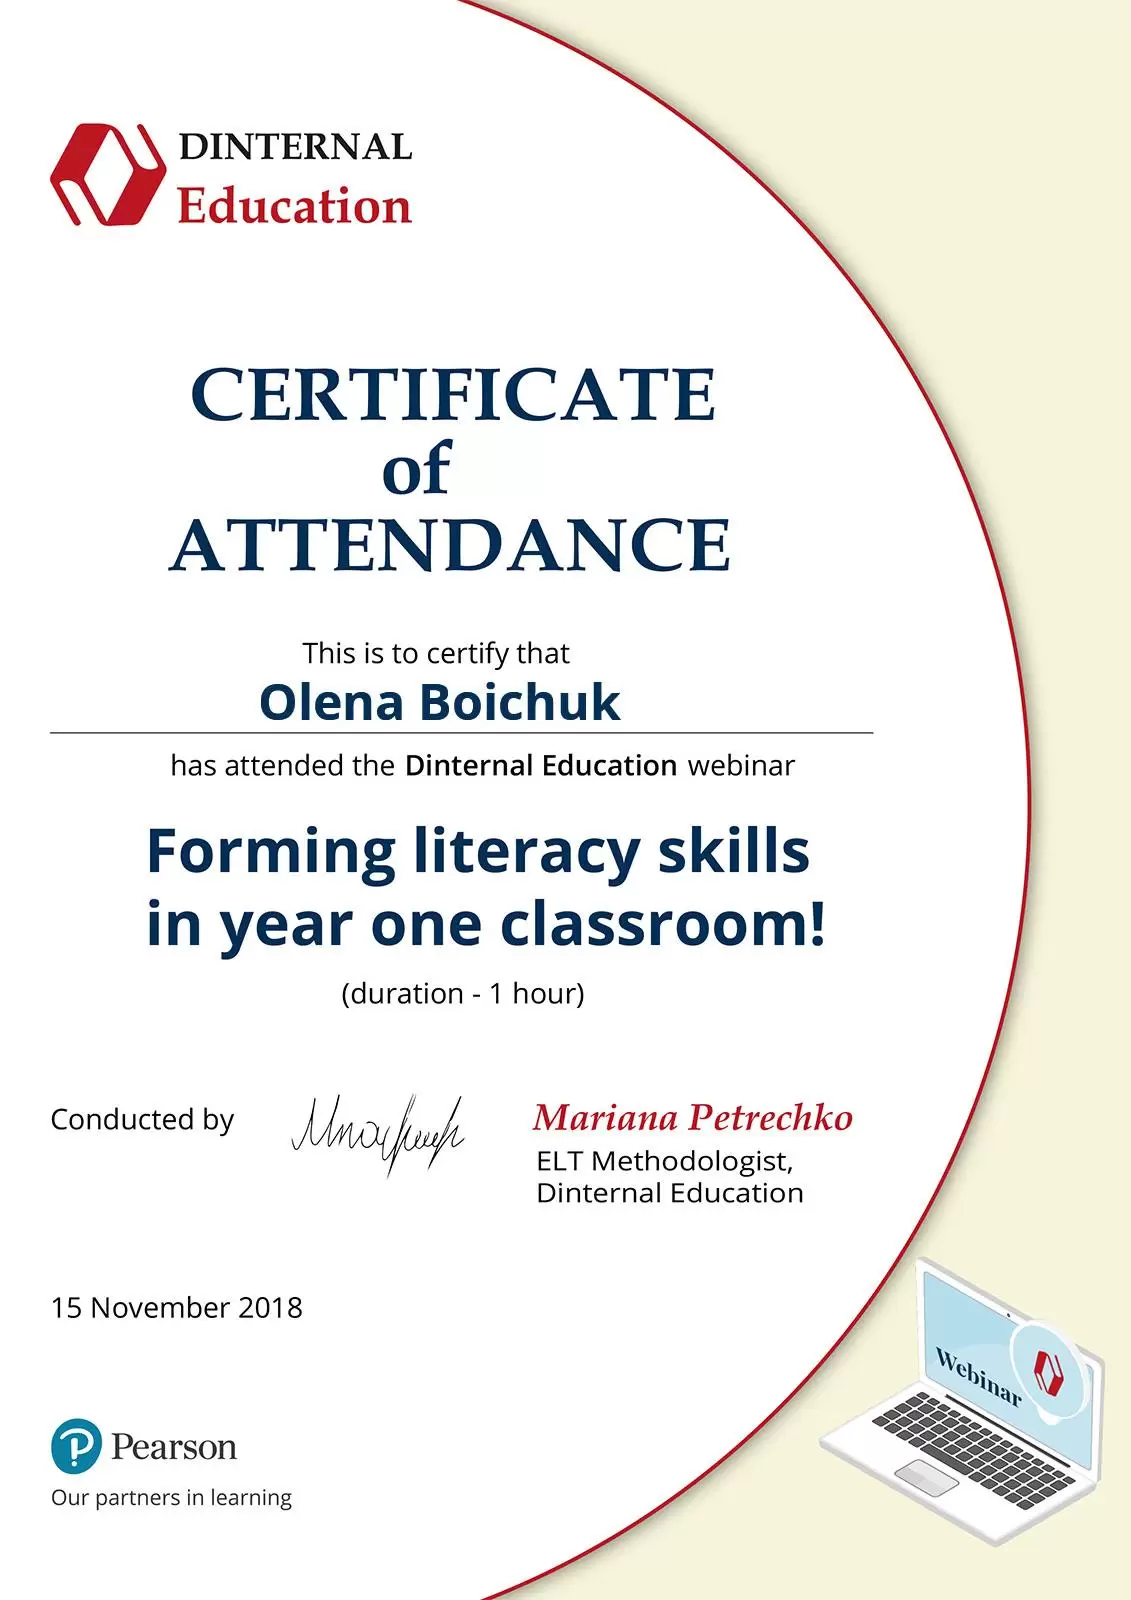 DINTERNAL
Education
CERTIFICATE
of
ATTENDANCE
This is to certify that
Olena Boichuk
has attended the Dinternal Education webinar
Forming literacy skills
in year one classroom!
(duration - 1 hour)
Conducted by
Mariana Petrechko
ELT Methodologist,
Dinternal Education
15 November 2018
Webinar
Pearson
Our partners in learning